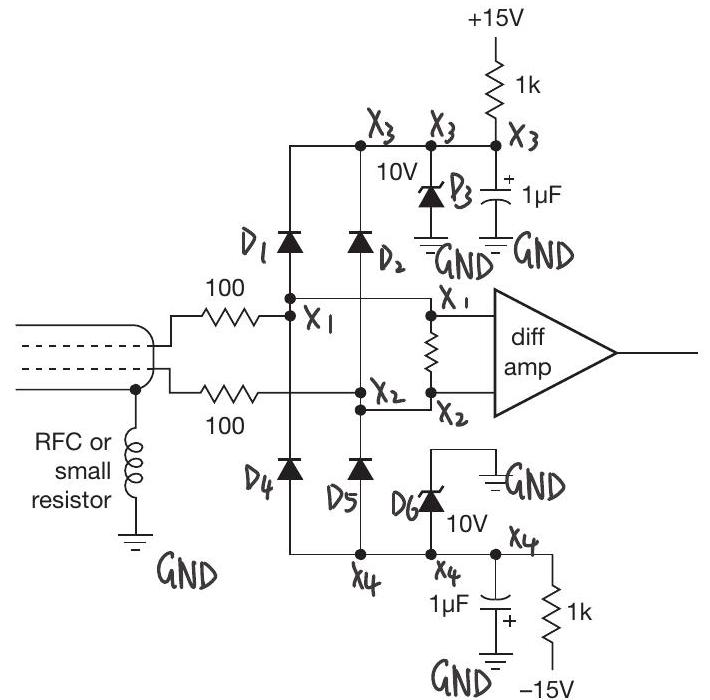 +15V
1k
X3
X3
X3
10V
D3
+
1µF
D1
D2
GND
GND
100
X1
X1
diff
amp
X2
X2
100
RFC or
small
resistor
GND
D4
D5
D6
10V
GND
X4
X4
X4
1µF
+
1k
GND
−15V